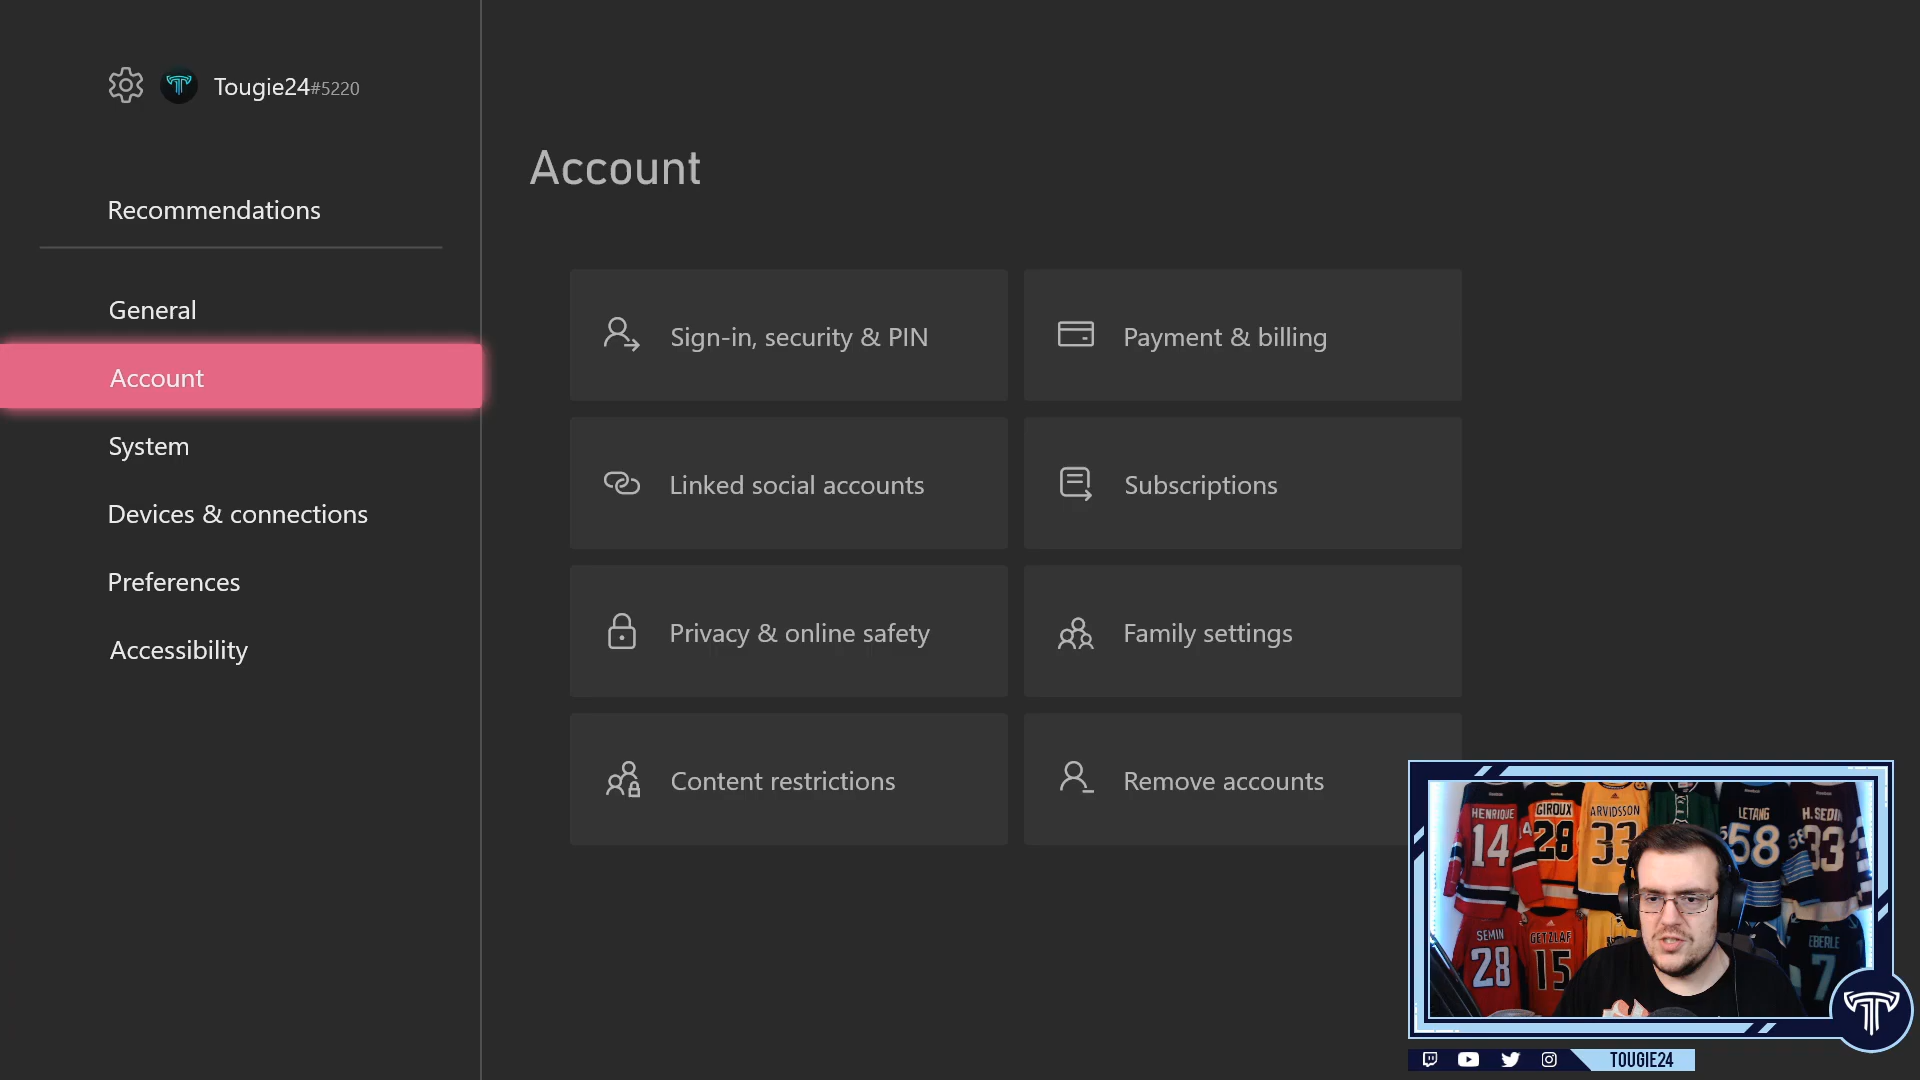 Tougie24#5220
Recommendations
General
Account
System
Devices & connections
Preferences
Accessibility
Account
Sign-in, security & PIN
Payment & billing
Linked social accounts
Subscriptions
Privacy & online safety
Family settings
Content restrictions
Remove accounts
HENRIQUE
14
GIROUX
28
ARVIDSSON
33
LETANG
58
H. SEDIN
33
SEMIN
28
GETZLAF
15
EBERLE
7
TOUGIE24